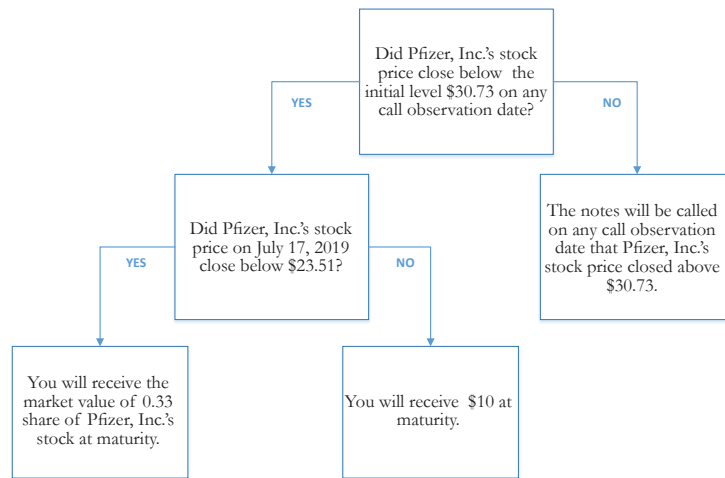 Did Pfizer, Inc.'s stock
price close below the
initial level $30.73 on any
call observation date?
YES
NO
Did Pfizer, Inc.'s stock
price on July 17, 2019
close below $23.51?
The notes will be called
on any call observation
date that Pfizer, Inc.'s
stock price closed above
$30.73.
YES
NO
You will receive the
market value of 0.33
share of Pfizer, Inc.'s
stock at maturity.
You will receive $10 at
maturity.